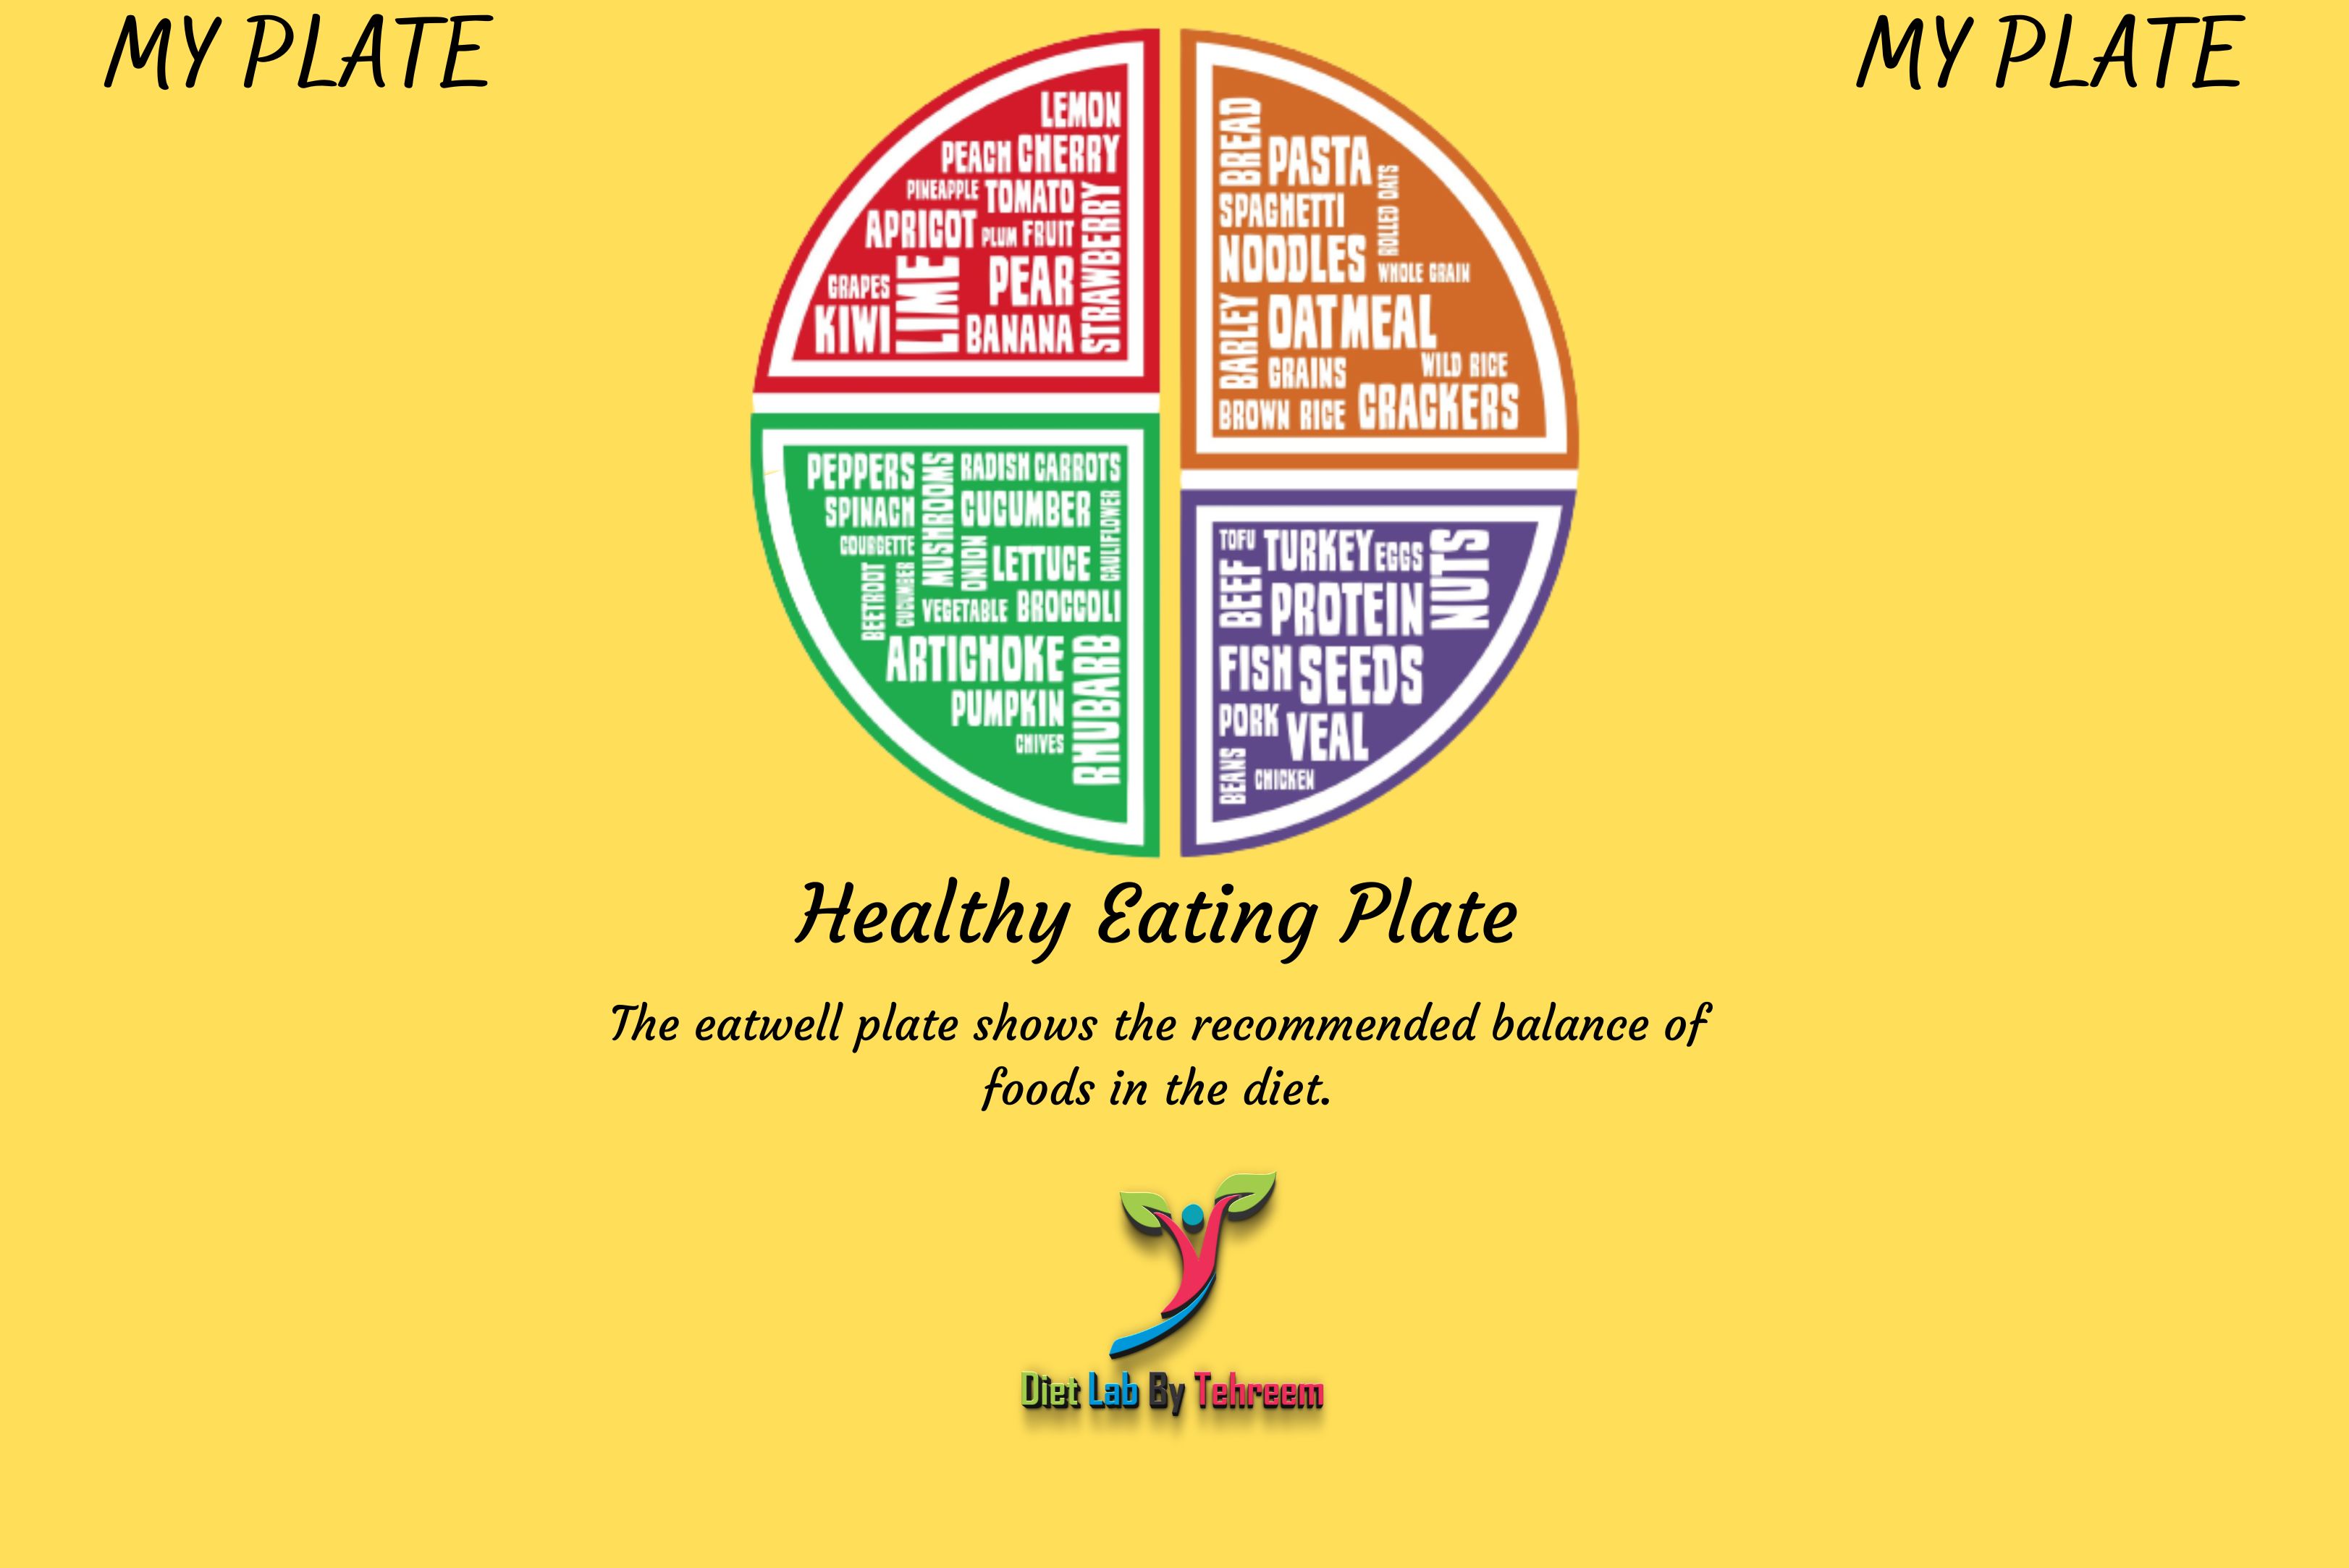 MY PLATE
MY PLATE
LEMON
PEACH CHERRY
PINEAPPLE TOMATO
STRAWBERRY
APRICOT PLUM FRUIT
GRAPES
LIME
PEAR
KIWI
BANANA
BREAD
PASTA
ROLLED OATS
SPAGHETTI
NOODLES
WHOLE GRAIN
BARLEY
OATMEAL
GRAINS
WILD RICE
BROWN RICE CRACKERS
PEPPERS
MUSHROOMS
RADISH CARROTS
SPINACH
CUCUMBER
CAULIFLOWER
COURGETTE
ONION
LETTUCE
BEETROOT
CUCUMBER
VEGETABLE BROCCOLI
ARTICHOKE
RHUBARB
PUMPKIN
CHIVES
TOFU TURKEY EGGS
NUTS
BEEF
PROTEIN
FISH SEEDS
PORK VEAL
BEANS
CHICKEN
Healthy Eating Plate
The eatwell plate shows the recommended balance of
foods in the diet.
Diet Lab By Tehreem